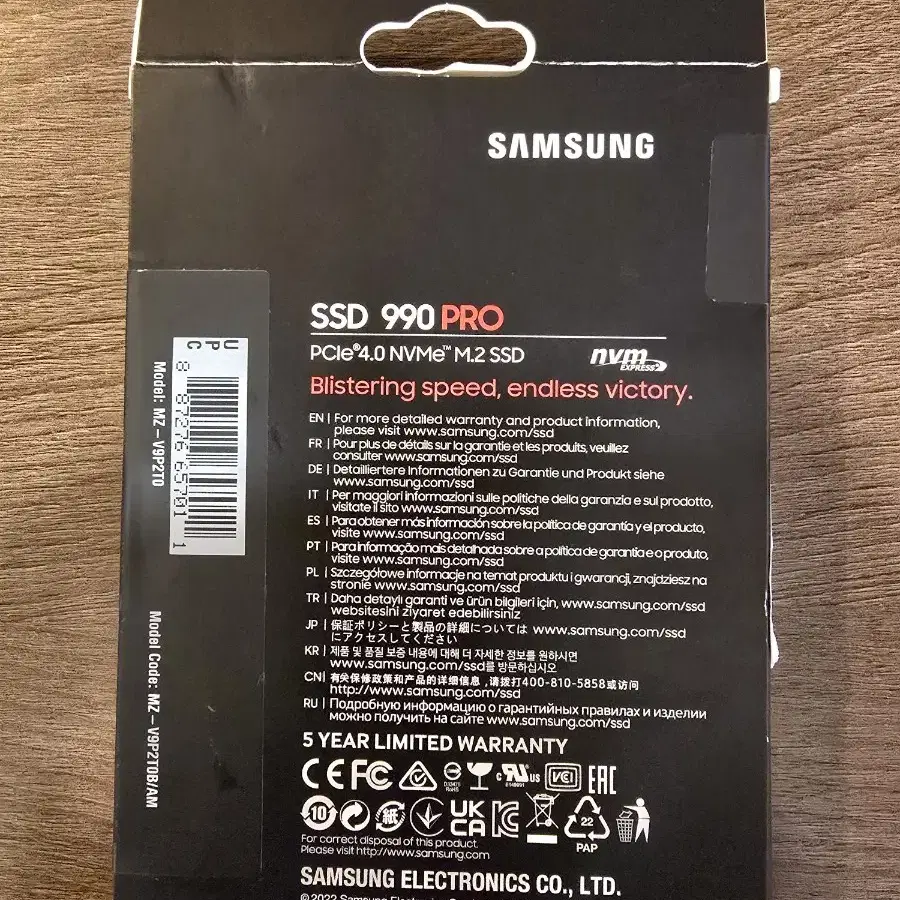 SAMSUNG
SSD 990 PRO
PCIe®4.0 NVMe™ M.2 SSD
nvm
EXPRESS
Blistering speed, endless victory.
EN | For more detailed warranty and product information,
please visit www.samsung.com/ssd
FR | Pour plus de détails sur la garantie et les produits, veuillez
consulter www.samsung.com/ssd
DE | Detailliertere Informationen zu Garantie und Produkt siehe
www.samsung.com/ssd
IT | Per maggiori informazioni sulle politiche della garanzia e sul prodotto,
visitate il sito www.samsung.com/ssd
ES | Para obtener más información sobre la política de garantía y el producto,
visite www.samsung.com/ssd
PT | Para informação mais detalhada sobre a política de garantia e o produto,
visite www.samsung.com/ssd
PL | Szczegółowe informacje na temat produktu i gwarancji, znajdziesz na
stronie www.samsung.com/ssd
TR | Daha detaylı garanti ve ürün bilgileri için, www.samsung.com/ssd
websitesini ziyaret edebilirsiniz
JP | 保証ポリシーと製品の詳細については www.samsung.com/ssd
にアクセスしてください
KR | 제품 및 품질 보증 내용에 대해 더 자세한 정보를 원하시면
www.samsung.com/ssd를 방문하십시오
CN | 有关保修政策和产品的详细信息,请拨打400-810-5858或访问
http://www.samsung.com/ssd
RU | Подробную информацию о гарантийных правилах и изделии
можно получить на сайте www.samsung.com/ssd
5 YEAR LIMITED WARRANTY
CE FC c RU US VCI EAC
10 紙 UK CA KC 22
PAP
For correct disposal of this product.
Please visit http://www.samsung.com
SAMSUNG ELECTRONICS CO., LTD.
UPC
8 87276 65701 1
Model: MZ-V9P2T0
Model Code: MZ-V9P2T0B/AM